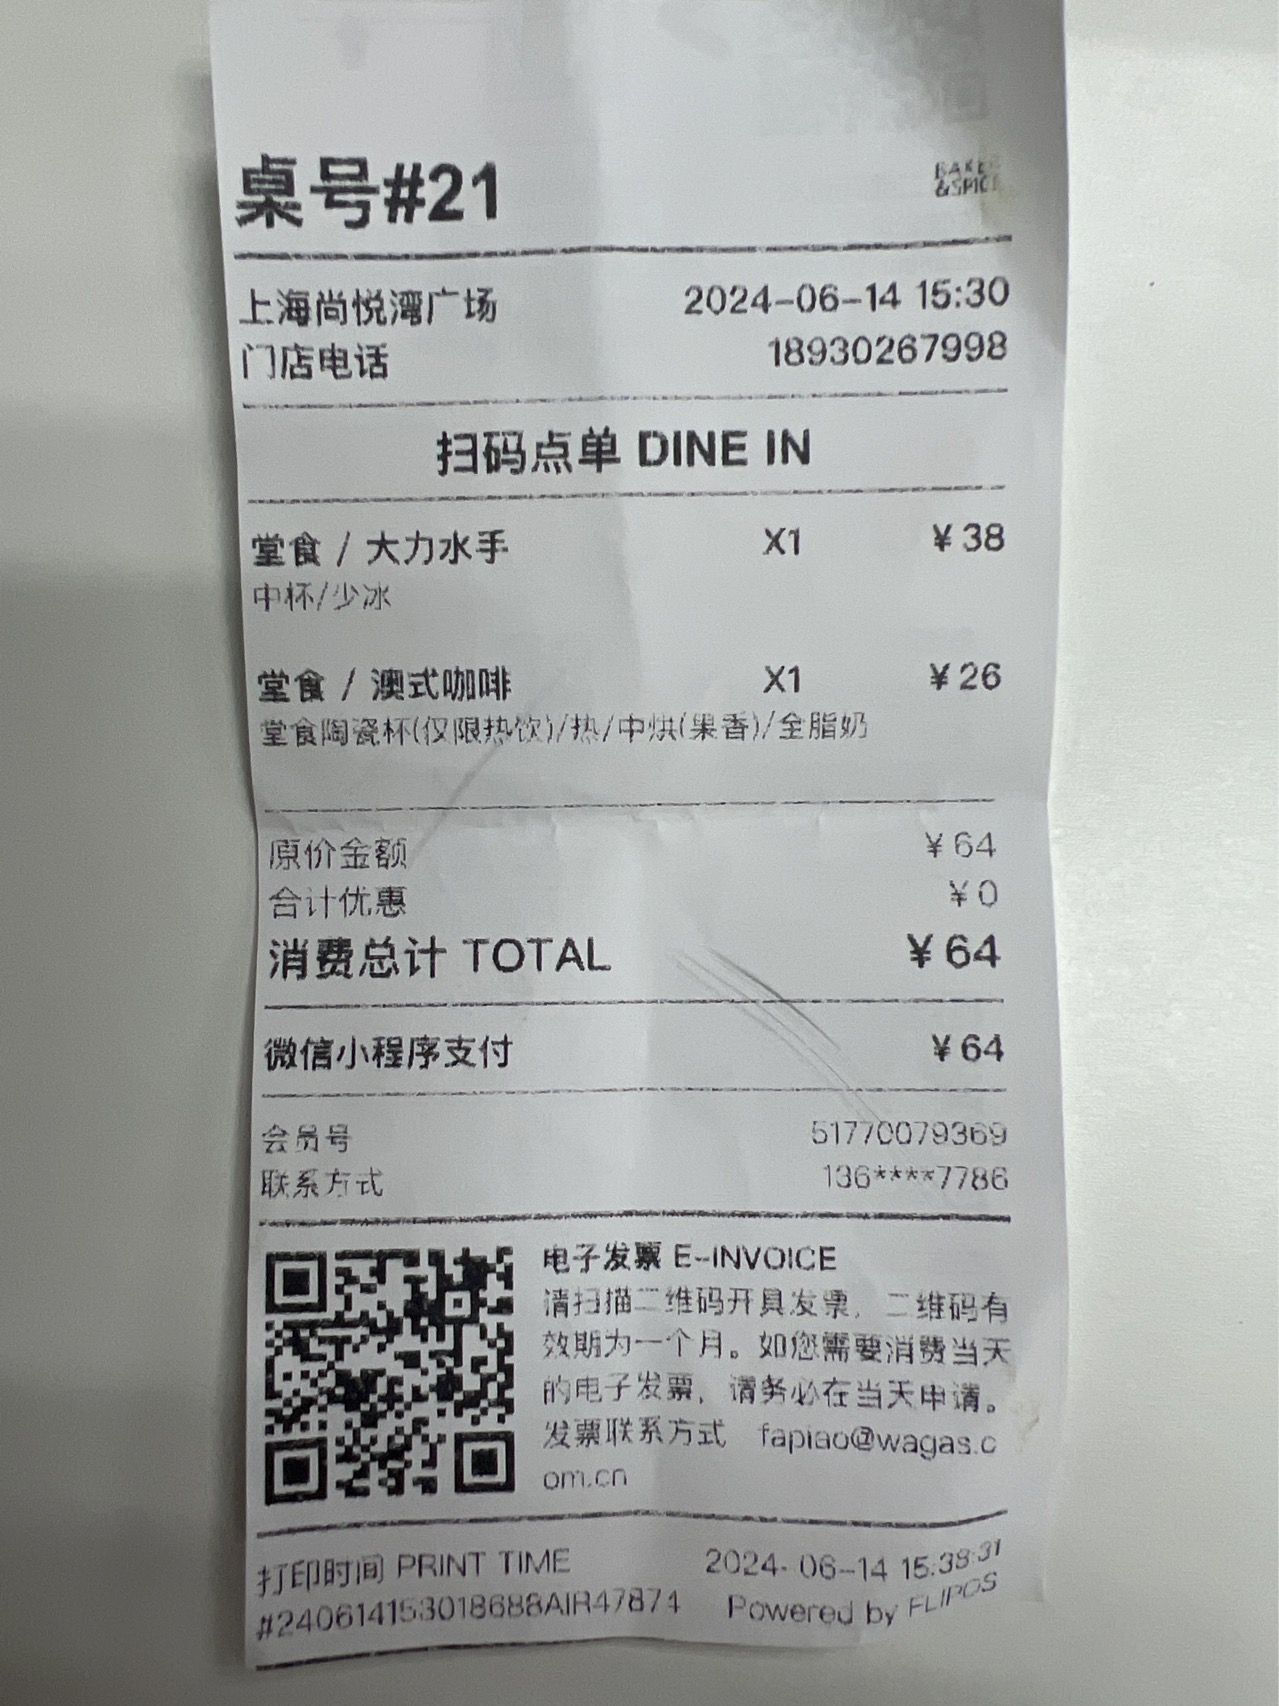 桌号#21
BAKER
&SPICE
上海尚悦湾广场 2024-06-14 15:30
门店电话 18930267998
扫码点单 DINE IN
堂食 / 大力水手 X1 ¥38
中杯/少冰
堂食 / 澳式咖啡 X1 ¥26
堂食陶瓷杯(仅限热饮)/热/中烘(果香)/全脂奶
原价金额 ¥64
合计优惠 ¥0
消费总计 TOTAL ¥64
微信小程序支付 ¥64
会员号 51770079369
联系方式 136****7786
电子发票 E-INVOICE
请扫描二维码开具发票，二维码有
效期为一个月。如您需要消费当天
的电子发票，请务必在当天申请。
发票联系方式 fapiao@wagas.c
om.cn
打印时间 PRINT TIME 2024-06-14 15:38:31
#240614153018688AIR47874 Powered by FLIPOS